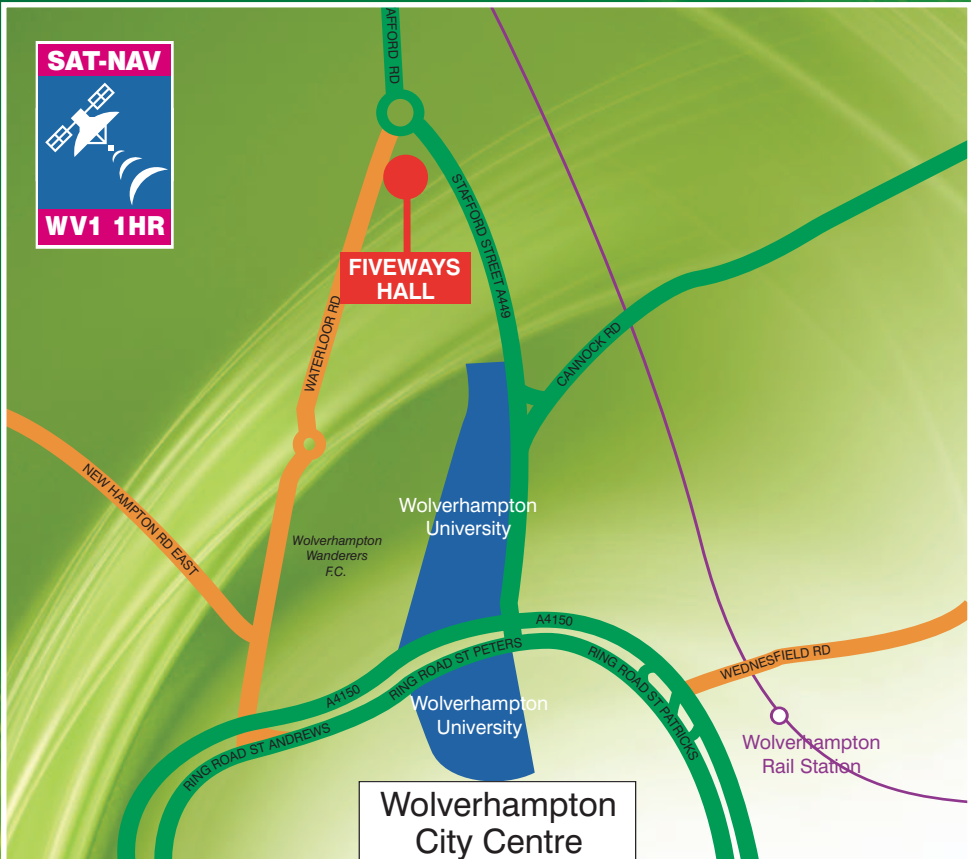 SAT-NAV
WV1 1HR
AFFORD RD
STAFFORD STREET A449
FIVEWAYS
HALL
WATERLOOR RD
CANNOCK RD
NEW HAMPTON RD EAST
Wolverhampton
University
Wolverhampton
Wanderers
F.C.
A4150
RING ROAD ST PETERS
RING ROAD ST PATRICKS
WEDNESFIELD RD
A4150
RING ROAD ST ANDREWS
Wolverhampton
University
Wolverhampton
Rail Station
Wolverhampton
City Centre